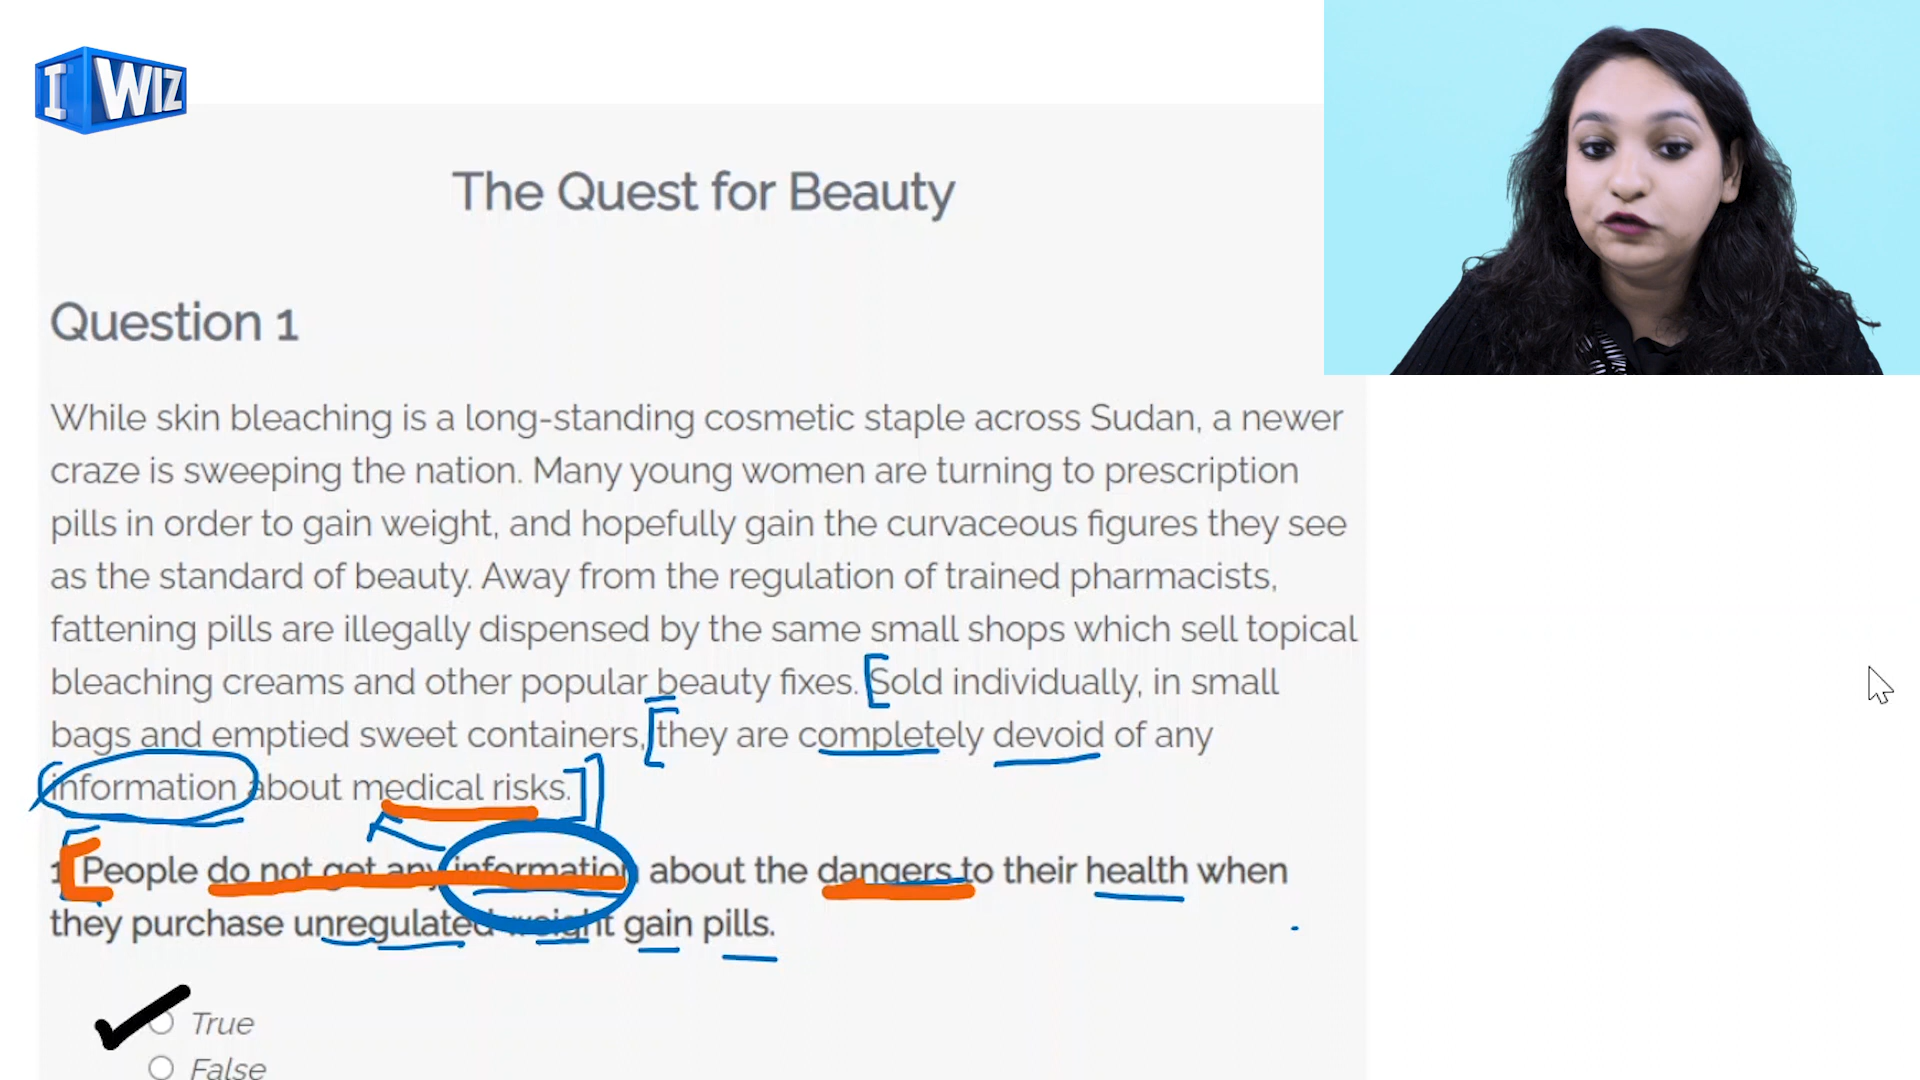 I WIZ
The Quest for Beauty
Question 1
While skin bleaching is a long-standing cosmetic staple across Sudan, a newer
craze is sweeping the nation. Many young women are turning to prescription
pills in order to gain weight, and hopefully gain the curvaceous figures they see
as the standard of beauty. Away from the regulation of trained pharmacists,
fattening pills are illegally dispensed by the same small shops which sell topical
bleaching creams and other popular beauty fixes. Sold individually, in small
bags and emptied sweet containers, they are completely devoid of any
information about medical risks.
1. People do not get any information about the dangers to their health when
they purchase unregulated weight gain pills.
True
False